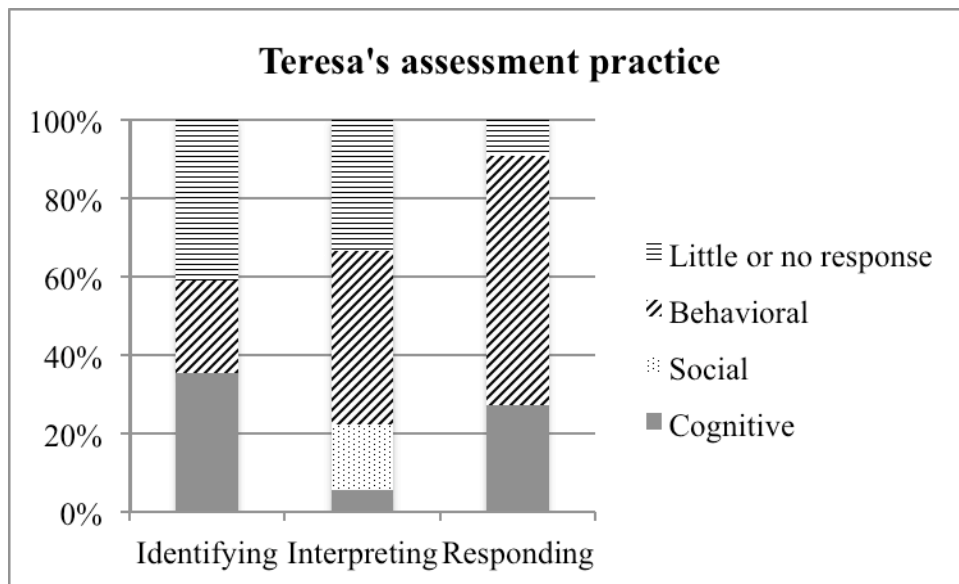 Teresa's assessment practice
100%
80%
60%
40%
20%
0%
Identifying Interpreting Responding
Little or no response
Behavioral
Social
Cognitive